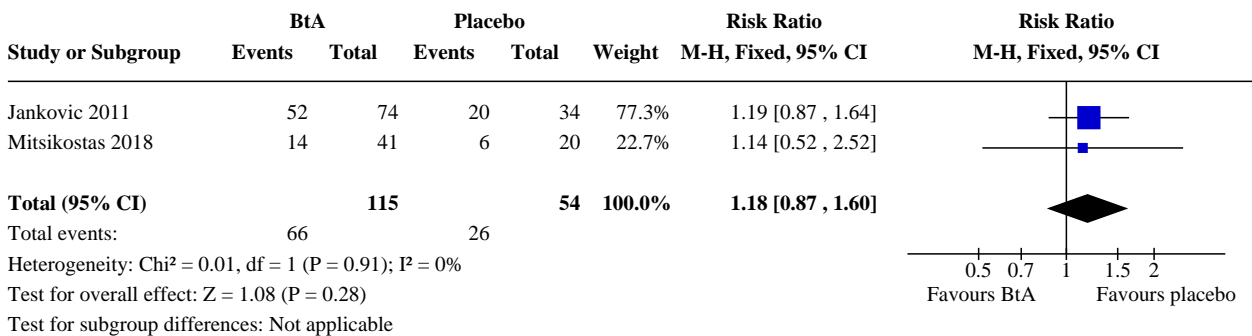 BtA Placebo Risk Ratio Risk Ratio
Study or Subgroup Events Total Events Total Weight M-H, Fixed, 95% CI M-H, Fixed, 95% CI
Jankovic 2011 52 74 20 34 77.3% 1.19 [0.87 , 1.64]
Mitsikostas 2018 14 41 6 20 22.7% 1.14 [0.52 , 2.52]
Total (95% CI) 115 54 100.0% 1.18 [0.87 , 1.60]
Total events: 66 26
Heterogeneity: Chi² = 0.01, df = 1 (P = 0.91); I² = 0%
0.5 0.7 1 1.5 2
Test for overall effect: Z = 1.08 (P = 0.28)
Favours BtA Favours placebo
Test for subgroup differences: Not applicable